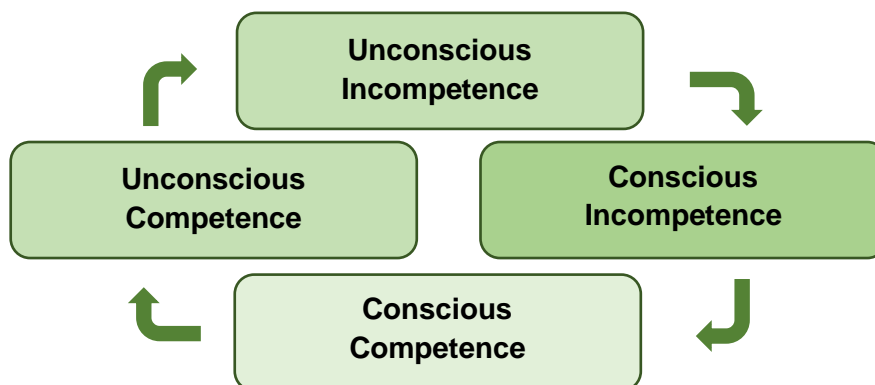 Unconscious
Incompetence
Unconscious
Competence
Conscious
Incompetence
Conscious
Competence